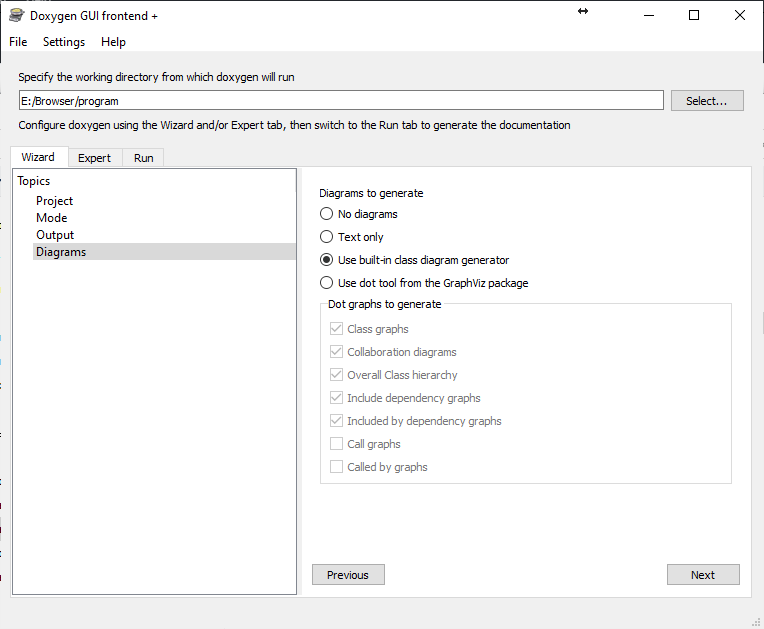 Doxygen GUI frontend +
File Settings Help
Specify the working directory from which doxygen will run
E:/Browser/program
Select...
Configure doxygen using the Wizard and/or Expert tab, then switch to the Run tab to generate the documentation
Wizard Expert Run
Topics
Project
Mode
Output
Diagrams
Diagrams to generate
No diagrams
Text only
Use built-in class diagram generator
Use dot tool from the GraphViz package
Dot graphs to generate
Class graphs
Collaboration diagrams
Overall Class hierarchy
Include dependency graphs
Included by dependency graphs
Call graphs
Called by graphs
Previous
Next